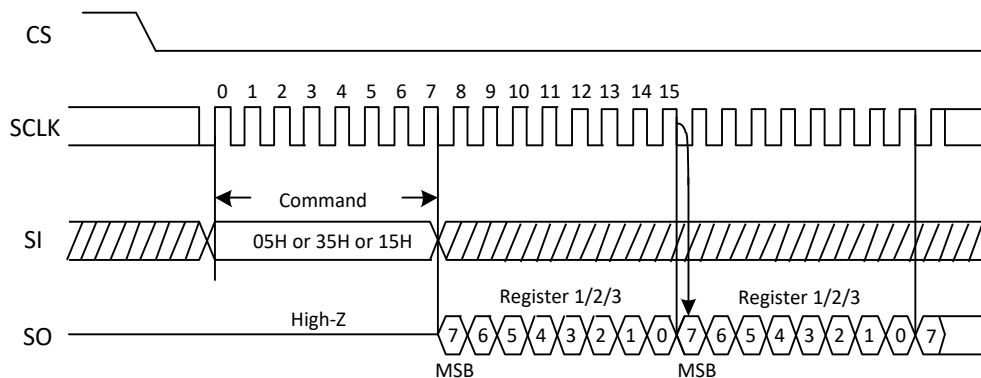 CS
0 1 2 3 4 5 6 7 8 9 10 11 12 13 14 15
SCLK
Command
SI
05H or 35H or 15H
Register 1/2/3 Register 1/2/3
High-Z
SO
7 6 5 4 3 2 1 0 7 6 5 4 3 2 1 0 7
MSB MSB